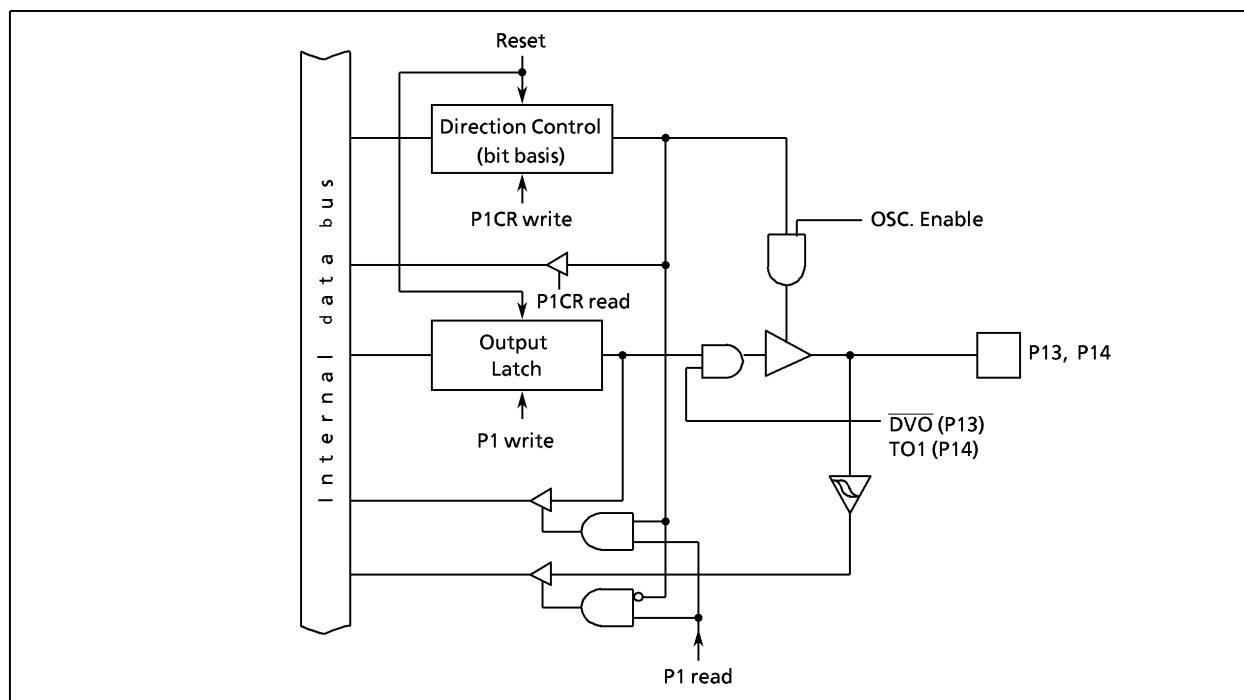 Reset
Direction Control
(bit basis)
P1CR write
OSC. Enable
P1CR read
Output
Latch
P13, P14
D̅V̅O̅ (P13)
TO1 (P14)
P1 write
Internal data bus
P1 read